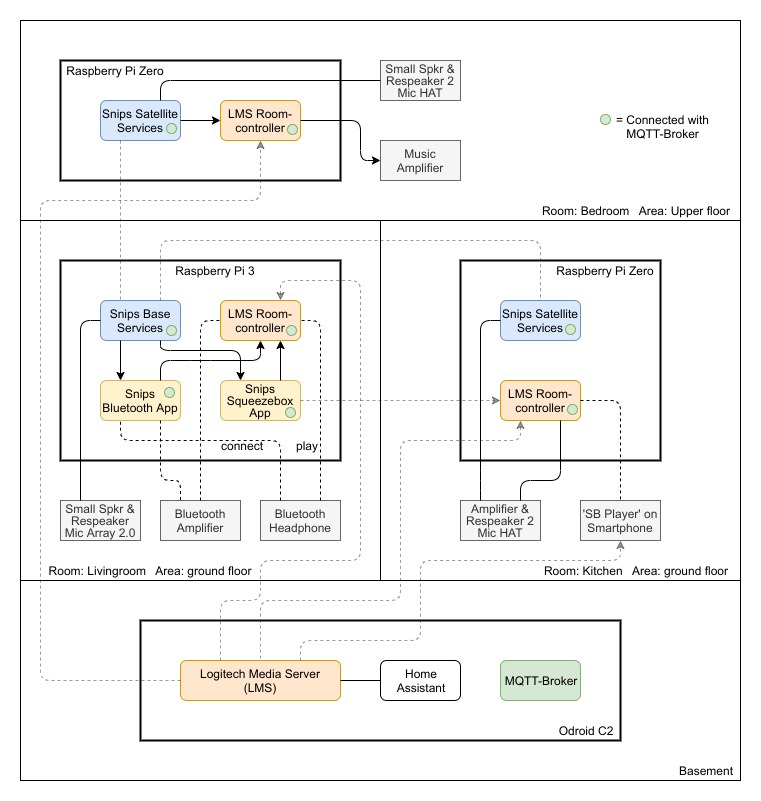 Raspberry Pi Zero
Small Spkr &
Respeaker 2
Mic HAT
Snips Satellite
Services
LMS Room-
controller
= Connected with
MQTT-Broker
Music
Amplifier
Room: Bedroom Area: Upper floor
Raspberry Pi 3
Snips Base
Services
LMS Room-
controller
Snips
Bluetooth App
Snips
Squeezebox
App
connect
play
Small Spkr &
Respeaker
Mic Array 2.0
Bluetooth
Amplifier
Bluetooth
Headphone
Room: Livingroom Area: ground floor
Raspberry Pi Zero
Snips Satellite
Services
LMS Room-
controller
Amplifier &
Respeaker 2
Mic HAT
'SB Player' on
Smartphone
Room: Kitchen Area: ground floor
Logitech Media Server
(LMS)
Home
Assistant
MQTT-Broker
Odroid C2
Basement